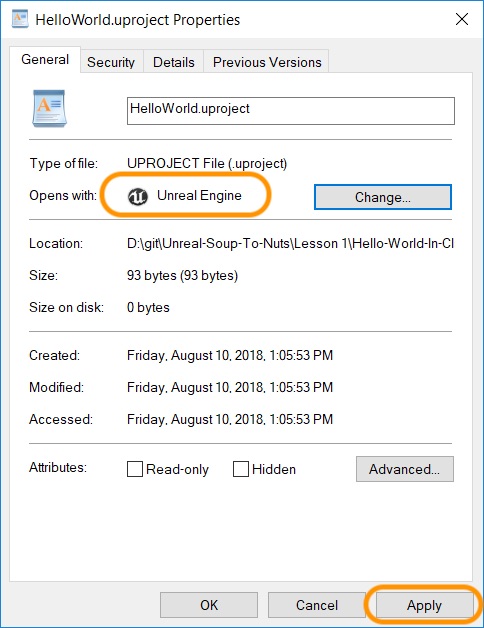 HelloWorld.uproject Properties
General Security Details Previous Versions
HelloWorld.uproject
Type of file: UPROJECT File (.uproject)
Opens with: Unreal Engine Change...
Location: D:\git\Unreal-Soup-To-Nuts\Lesson 1\Hello-World-In-Cl
Size: 93 bytes (93 bytes)
Size on disk: 0 bytes
Created: Friday, August 10, 2018, 1:05:53 PM
Modified: Friday, August 10, 2018, 1:05:53 PM
Accessed: Friday, August 10, 2018, 1:05:53 PM
Attributes: Read-only Hidden Advanced...
OK Cancel Apply